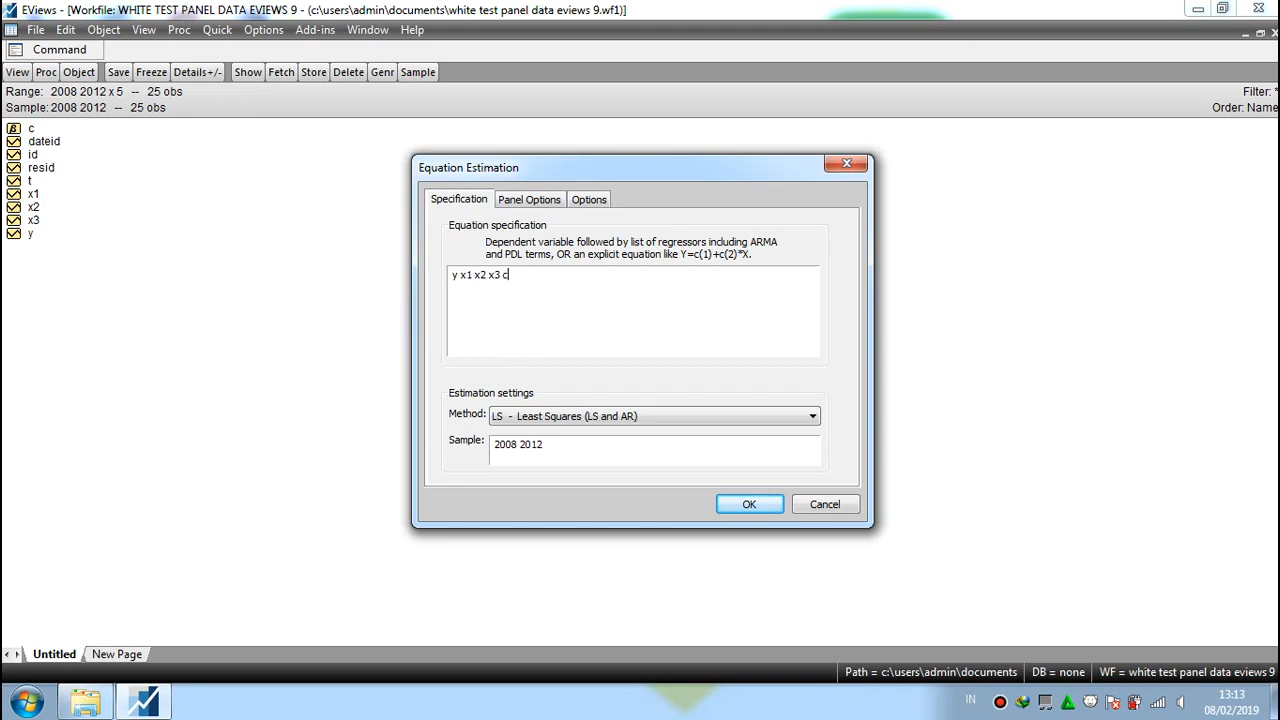 EViews - [Workfile: WHITE TEST PANEL DATA EVIEWS 9 - (c:\users\admin\documents\white test panel data eviews 9.wf1)]
File Edit Object View Proc Quick Options Add-ins Window Help
Command
View Proc Object Save Freeze Details+/- Show Fetch Store Delete Genr Sample
Range: 2008 2012 x 5 -- 25 obs Filter: *
Sample: 2008 2012 -- 25 obs Order: Name
c
dateid
id
resid
t
x1
x2
x3
y
Equation Estimation
Specification Panel Options Options
Equation specification
Dependent variable followed by list of regressors including ARMA
and PDL terms, OR an explicit equation like Y=c(1)+c(2)*X.
y x1 x2 x3 c
Estimation settings
Method: LS - Least Squares (LS and AR)
Sample: 2008 2012
OK Cancel
Untitled New Page
Path = c:\users\admin\documents DB = none WF = white test panel data eviews 9
IN 13:13
08/02/2019